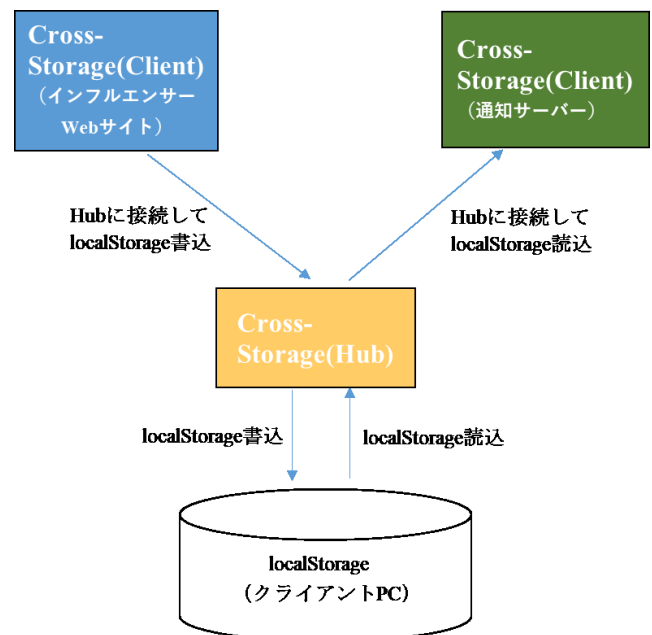 Cross-
Storage(Client)
（インフルエンサー
Webサイト）
Cross-
Storage(Client)
（通知サーバー）
Hubに接続して
localStorage書込
Hubに接続して
localStorage読込
Cross-
Storage(Hub)
localStorage書込
localStorage読込
localStorage
（クライアントPC）